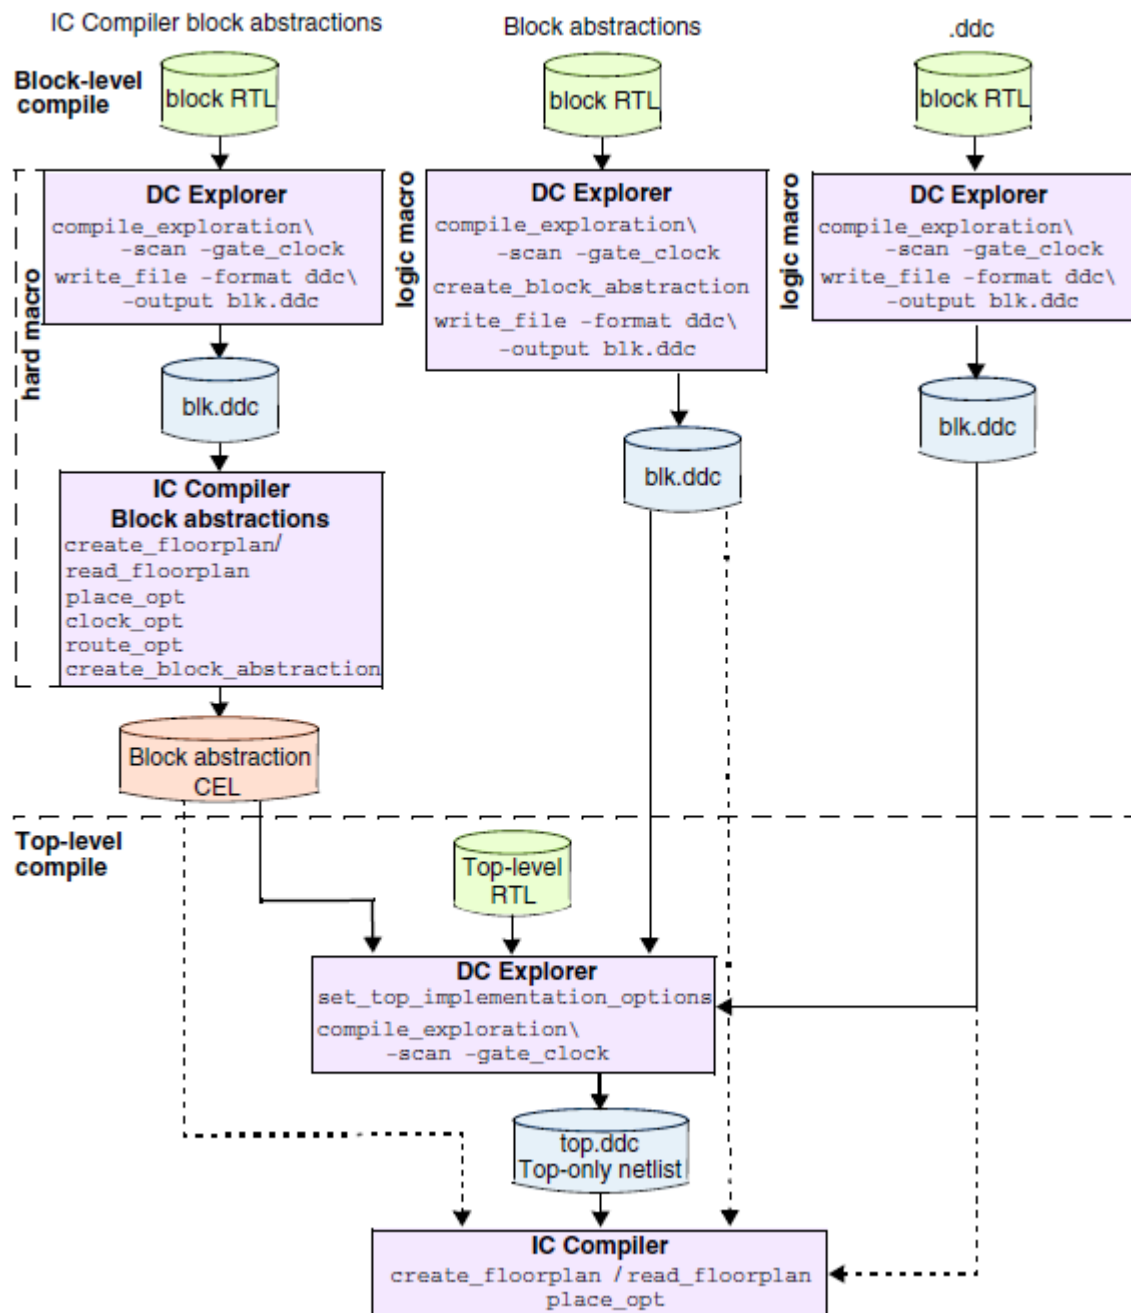 IC Compiler block abstractions
Block abstractions
.ddc
Block-level
compile
block RTL
block RTL
block RTL
hard macro
DC Explorer
compile_exploration\
-scan -gate_clock
write_file -format ddc\
-output blk.ddc
logic macro
DC Explorer
compile_exploration\
-scan -gate_clock
create_block_abstraction
write_file -format ddc\
-output blk.ddc
logic macro
DC Explorer
compile_exploration\
-scan -gate_clock
write_file -format ddc\
-output blk.ddc
blk.ddc
blk.ddc
blk.ddc
IC Compiler
Block abstractions
create_floorplan/
read_floorplan
place_opt
clock_opt
route_opt
create_block_abstraction
Block abstraction
CEL
Top-level
compile
Top-level
RTL
DC Explorer
set_top_implementation_options
compile_exploration\
-scan -gate_clock
top.ddc
Top-only netlist
IC Compiler
create_floorplan / read_floorplan
place_opt